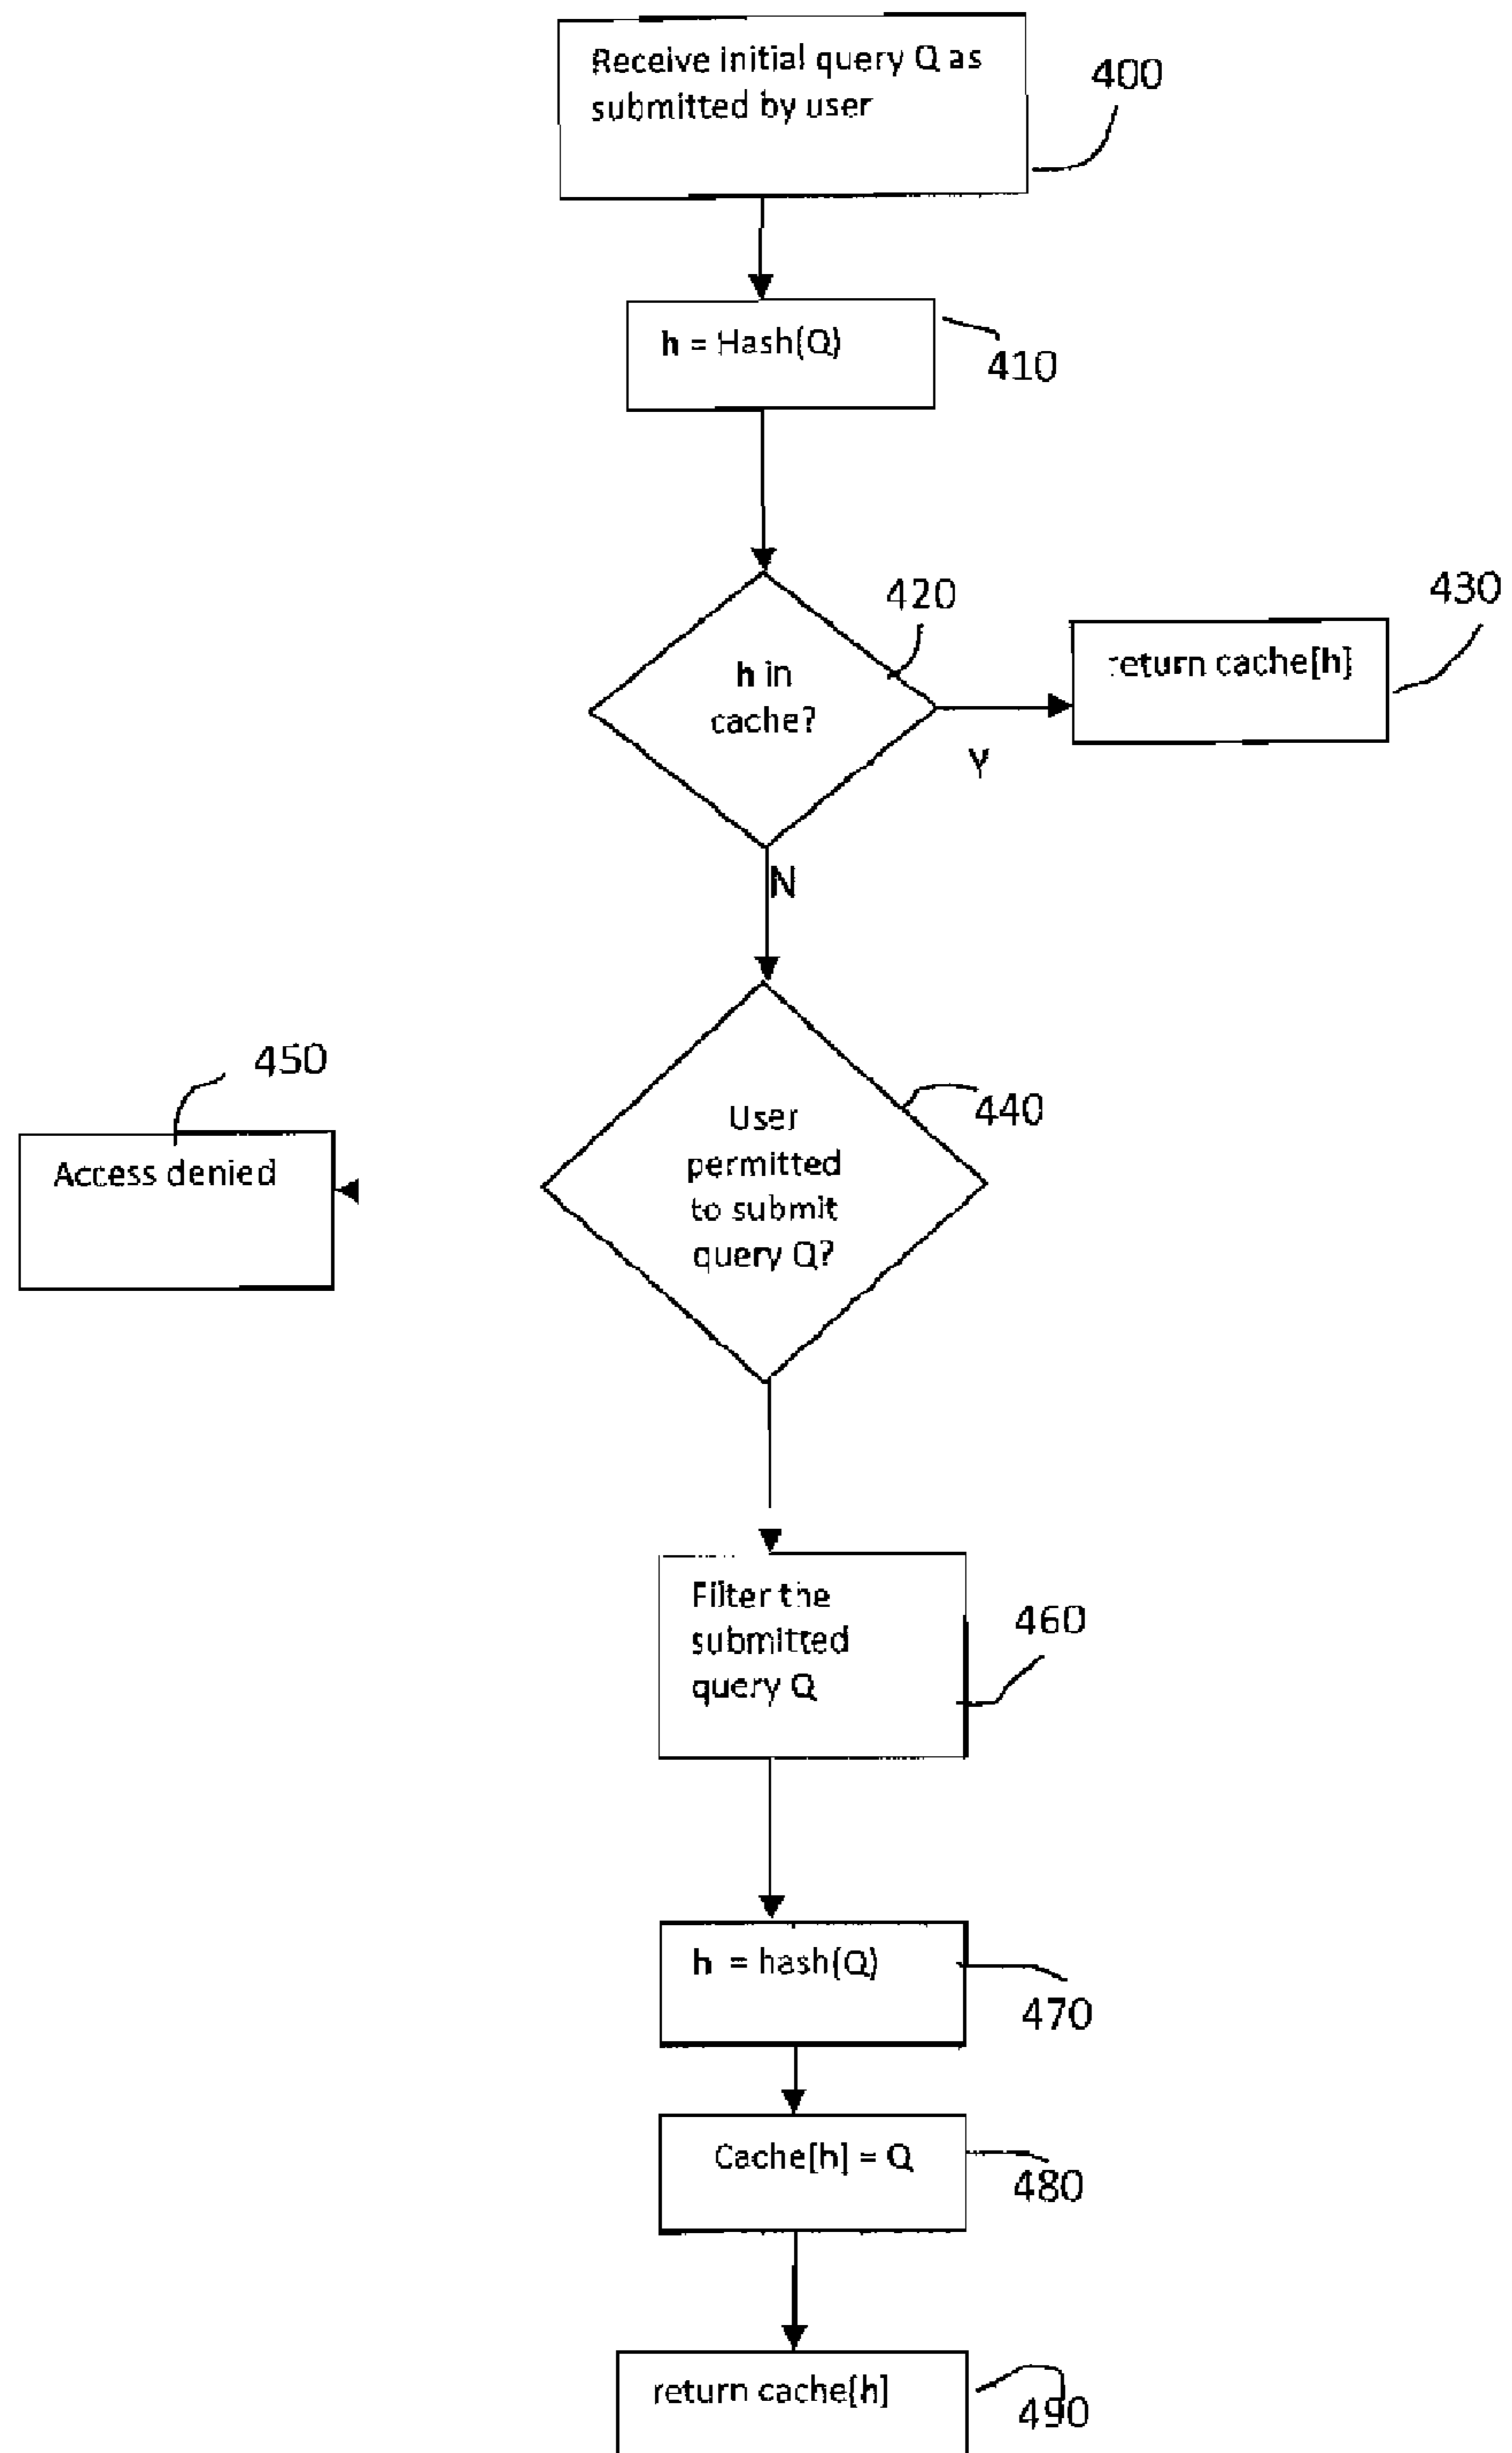 Receive initial query Q as
submitted by user
400
h = Hash(Q)
410
420
h in
cache?
Y
430
return cache[h]
N
450
Access denied
440
User
permitted
to submit
query Q?
Filter the
submitted
query Q
460
h = hash(Q)
470
Cache[h] = Q
480
return cache[h]
490